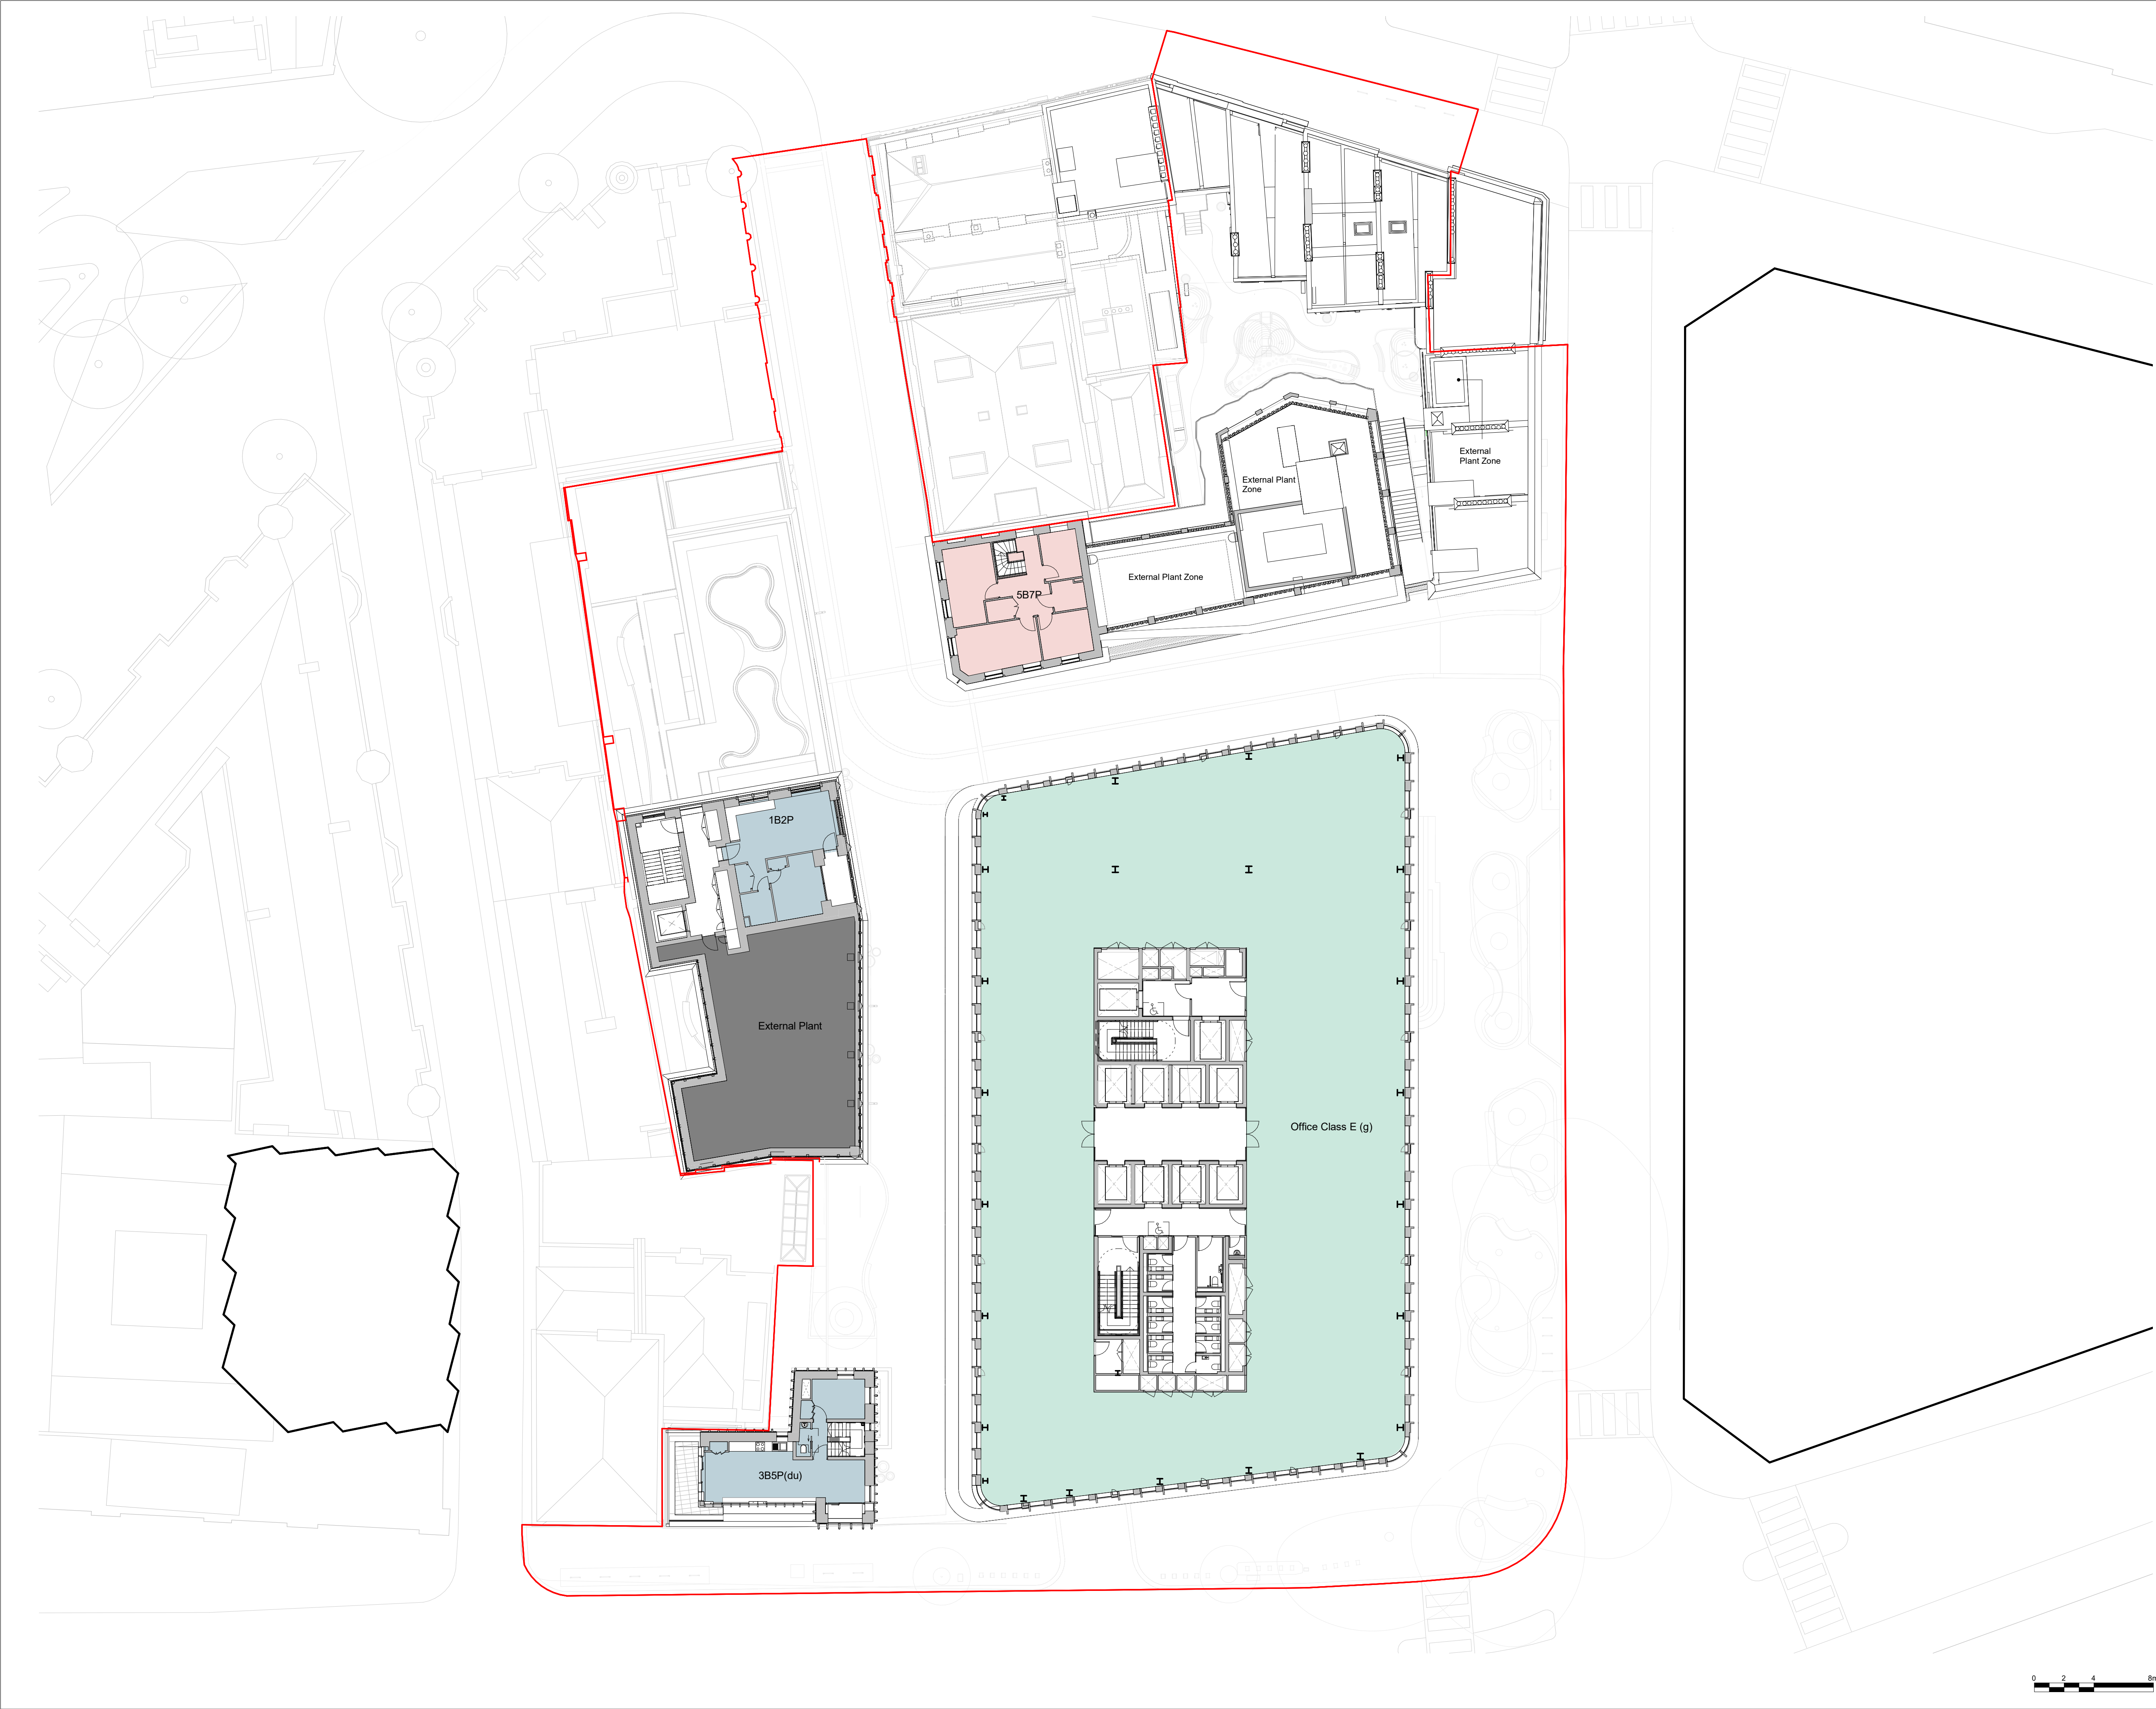 External
Plant Zone
External Plant
Zone
External Plant Zone
5B7P
1B2P
External Plant
Office Class E (g)
3B5P(du)
0 2 4 8m